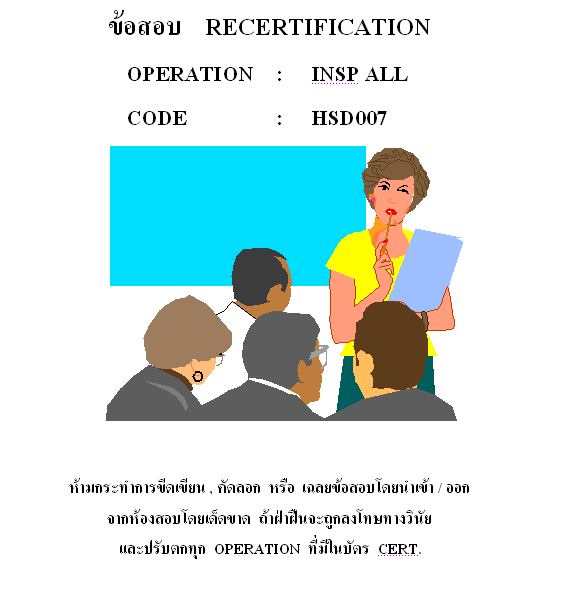 ข้อสอบ RECERTIFICATION
OPERATION : INSP ALL
CODE : HSD007
ห้ามกระทำการขีดเขียน , คัดลอก หรือ เฉลยข้อสอบโดยนำเข้า / ออก
จากห้องสอบโดยเด็ดขาด ถ้าฝ่าฝืนจะถูกลงโทษทางวินัย
และปรับตกทุก OPERATION ที่มีในบัตร CERT.